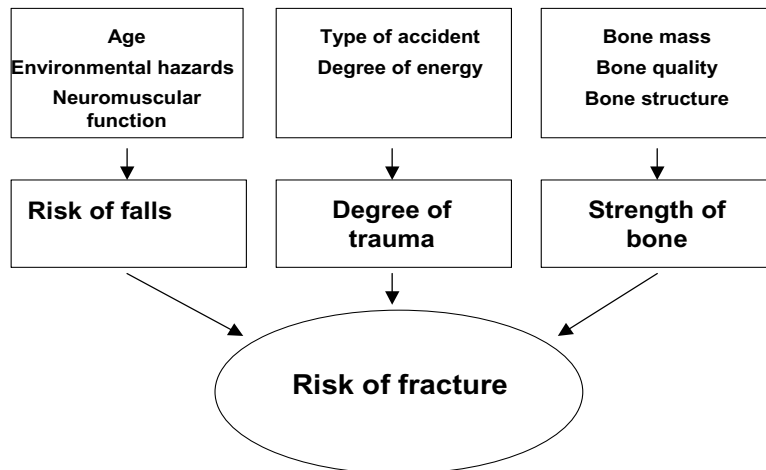 Age
Environmental hazards
Neuromuscular
function
Type of accident
Degree of energy
Bone mass
Bone quality
Bone structure
Risk of falls
Degree of
trauma
Strength of
bone
Risk of fracture